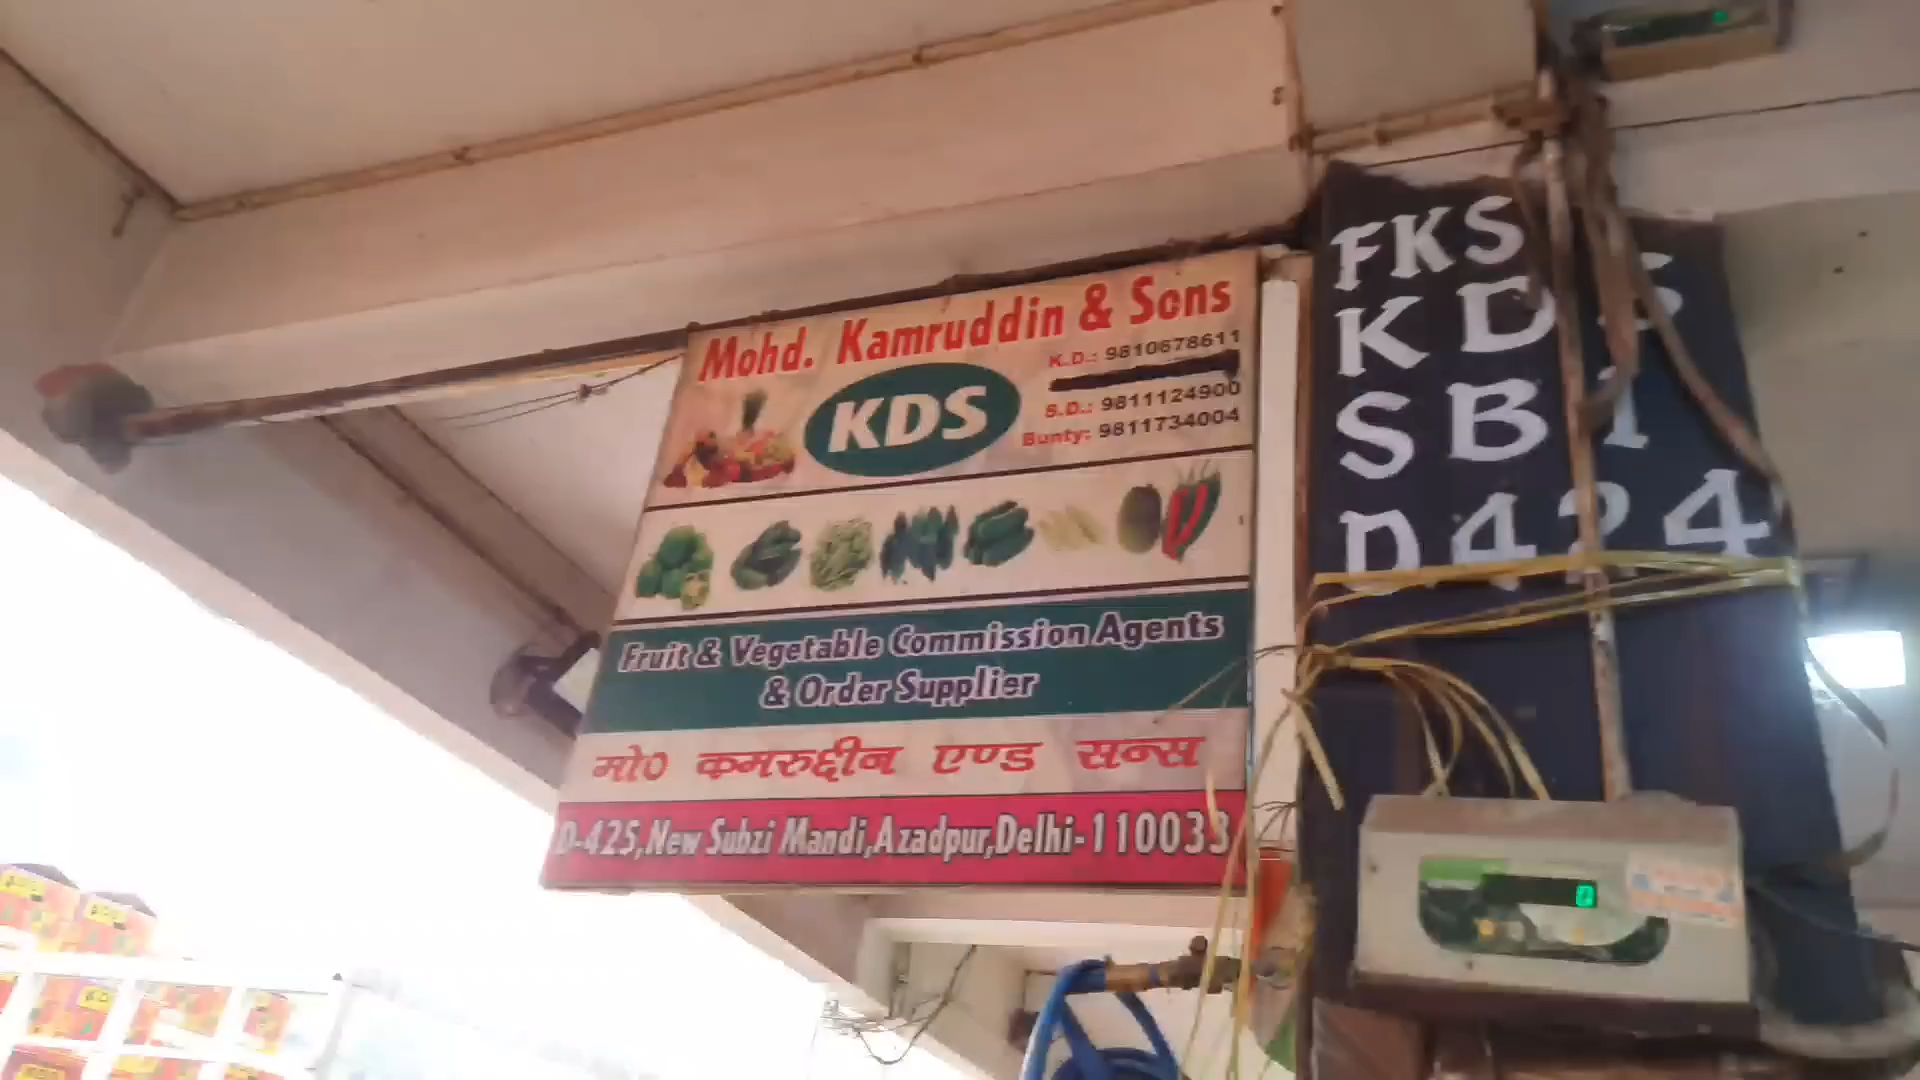 Mohd. Kamruddin & Sons
KDS
K.D.: 9810678611
S.D.: 9811124900
Bunty: 9811734004
Fruit & Vegetable Commission Agents
& Order Supplier
मो० कमरुद्दीन एण्ड सन्स
D-425,New Subzi Mandi,Azadpur,Delhi-110033
FKS
KD S
SB
D424
0